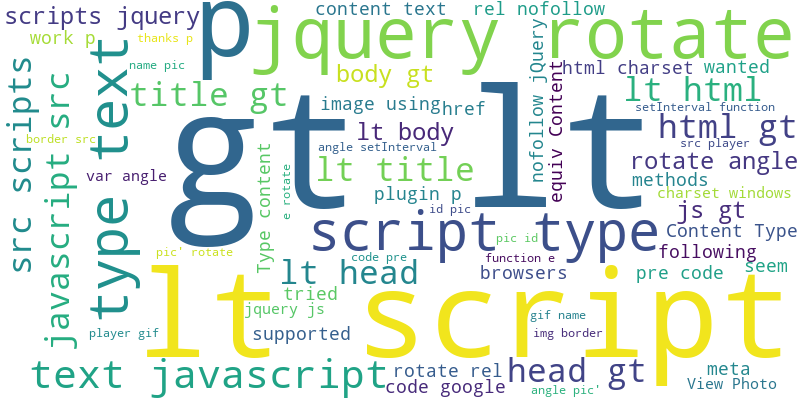 scripts jquery
p
jquery rotate
content text
rel nofollow
work p
thanks p
name pic
body gt
nofollow jQuery
equiv Content
html charset
wanted
src scripts
javascript src
type text
title gt
image using
href
lt html
setInterval function
border src
gt lt
lt body
html gt
angle setInterval
src player
var angle
Type content
e rotate
lt title
rotate angle
plugin p
methods
charset windows
id pic
js gt
script type
Content Type
pic id
pic' rotate
code pre
function e
following
lt head
browsers
pre code
seem
lt script
tried
jquery js
gif name
player gif
supported
img border
text javascript
rotate rel
head gt
meta
code google
angle pic'
View Photo